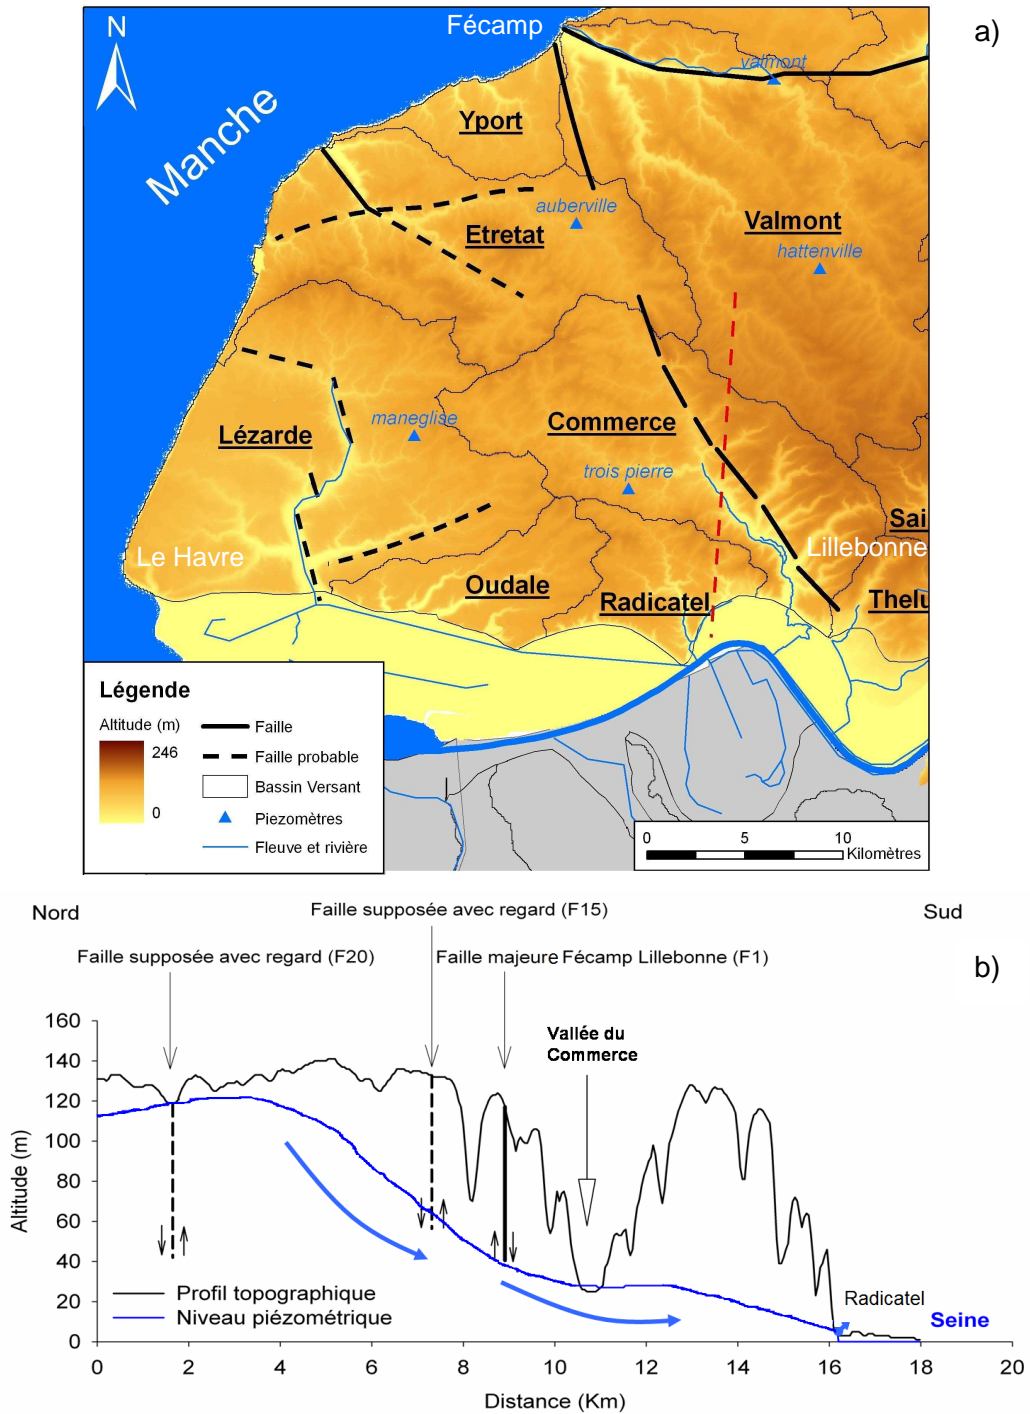 Fécamp
a)
N
valmont
Manche
Yport
auberville
Valmont
Etretat
hattenville
maneglise
Commerce
Lézarde
trois pierre
Sai
Lillebonne
Le Havre
Oudale
Radicatel
Thelu
Légende
Altitude (m)
246
0
Faille
Faille probable
Bassin Versant
Piezomètres
Fleuve et rivière
0 5 10
Kilomètres
Nord
Faille supposée avec regard (F15)
Sud
Faille supposée avec regard (F20)
Faille majeure Fécamp Lillebonne (F1)
b)
Vallée du
Commerce
160
140
120
100
80
60
40
20
0
Altitude (m)
Profil topographique
Niveau piézométrique
Radicatel
Seine
0 2 4 6 8 10 12 14 16 18 20
Distance (Km)